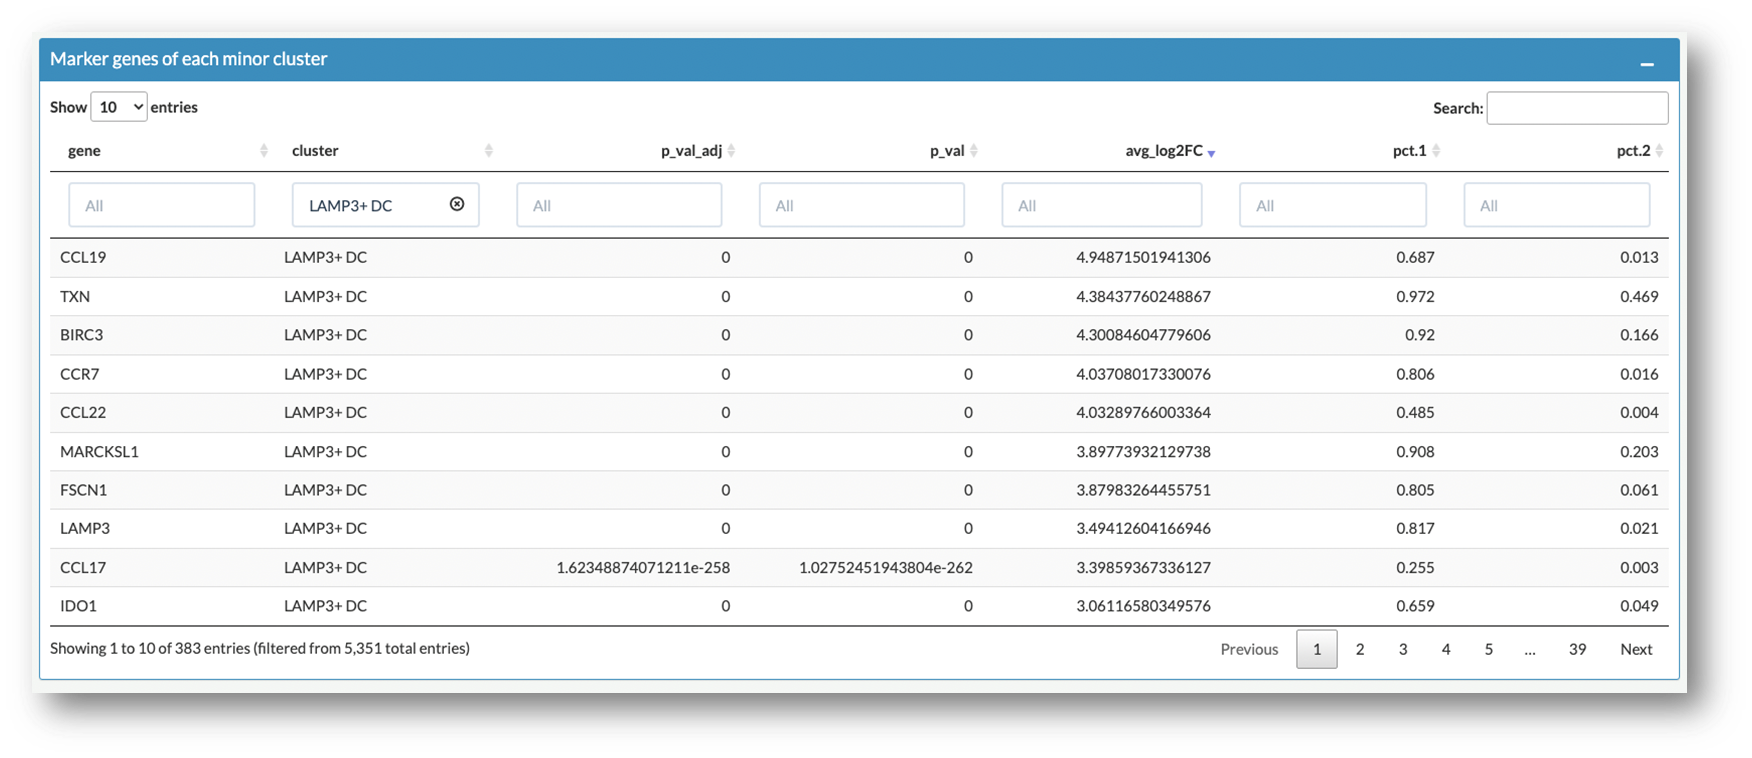 Marker genes of each minor cluster
Show 10 entries Search:
gene cluster p_val_adj p_val avg_log2FC pct.1 pct.2
All LAMP3+ DC All All All All All
CCL19 LAMP3+ DC 0 0 4.94871501941306 0.687 0.013
TXN LAMP3+ DC 0 0 4.38437760248867 0.972 0.469
BIRC3 LAMP3+ DC 0 0 4.30084604779606 0.92 0.166
CCR7 LAMP3+ DC 0 0 4.03708017330076 0.806 0.016
CCL22 LAMP3+ DC 0 0 4.03289766003364 0.485 0.004
MARCKSL1 LAMP3+ DC 0 0 3.89773932129738 0.908 0.203
FSCN1 LAMP3+ DC 0 0 3.87983264455751 0.805 0.061
LAMP3 LAMP3+ DC 0 0 3.49412604166946 0.817 0.021
CCL17 LAMP3+ DC 1.62348874071211e-258 1.02752451943804e-262 3.39859367336127 0.255 0.003
IDO1 LAMP3+ DC 0 0 3.06116580349576 0.659 0.049
Showing 1 to 10 of 383 entries (filtered from 5,351 total entries) Previous 1 2 3 4 5 ... 39 Next